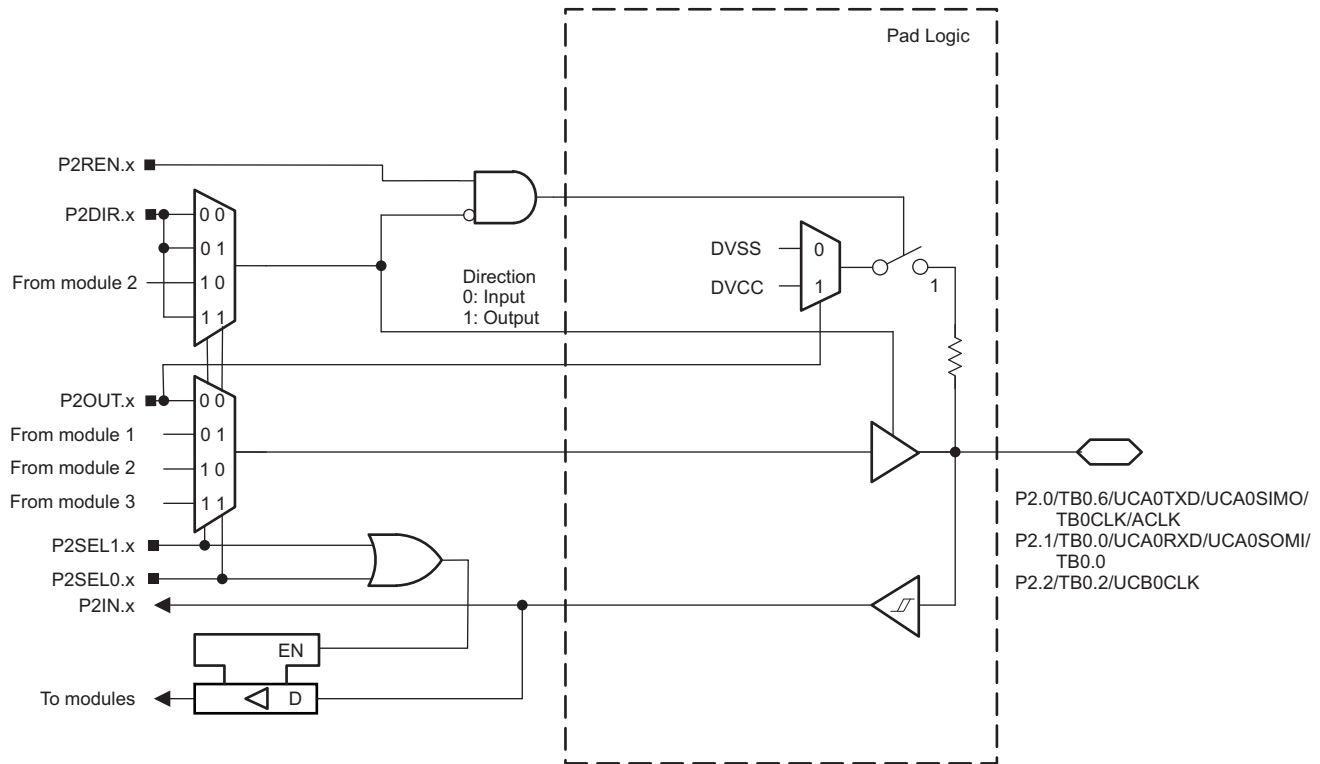 Pad Logic
P2REN.x
P2DIR.x
0 0
0 1
From module 2
1 0
1 1
Direction
0: Input
1: Output
DVSS
0
DVCC
1
1
P2OUT.x
0 0
From module 1
0 1
From module 2
1 0
From module 3
1 1
P2SEL1.x
P2SEL0.x
P2IN.x
EN
To modules
D
P2.0/TB0.6/UCA0TXD/UCA0SIMO/
TB0CLK/ACLK
P2.1/TB0.0/UCA0RXD/UCA0SOMI/
TB0.0
P2.2/TB0.2/UCB0CLK